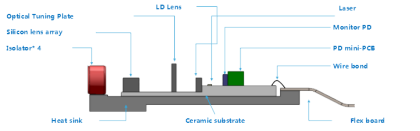 LD Lens
Laser
Optical Tuning Plate
Monitor PD
Silicon lens array
PD mini-PCB
Isolator* 4
Wire bond
Heat sink
Ceramic substrate
Flex board